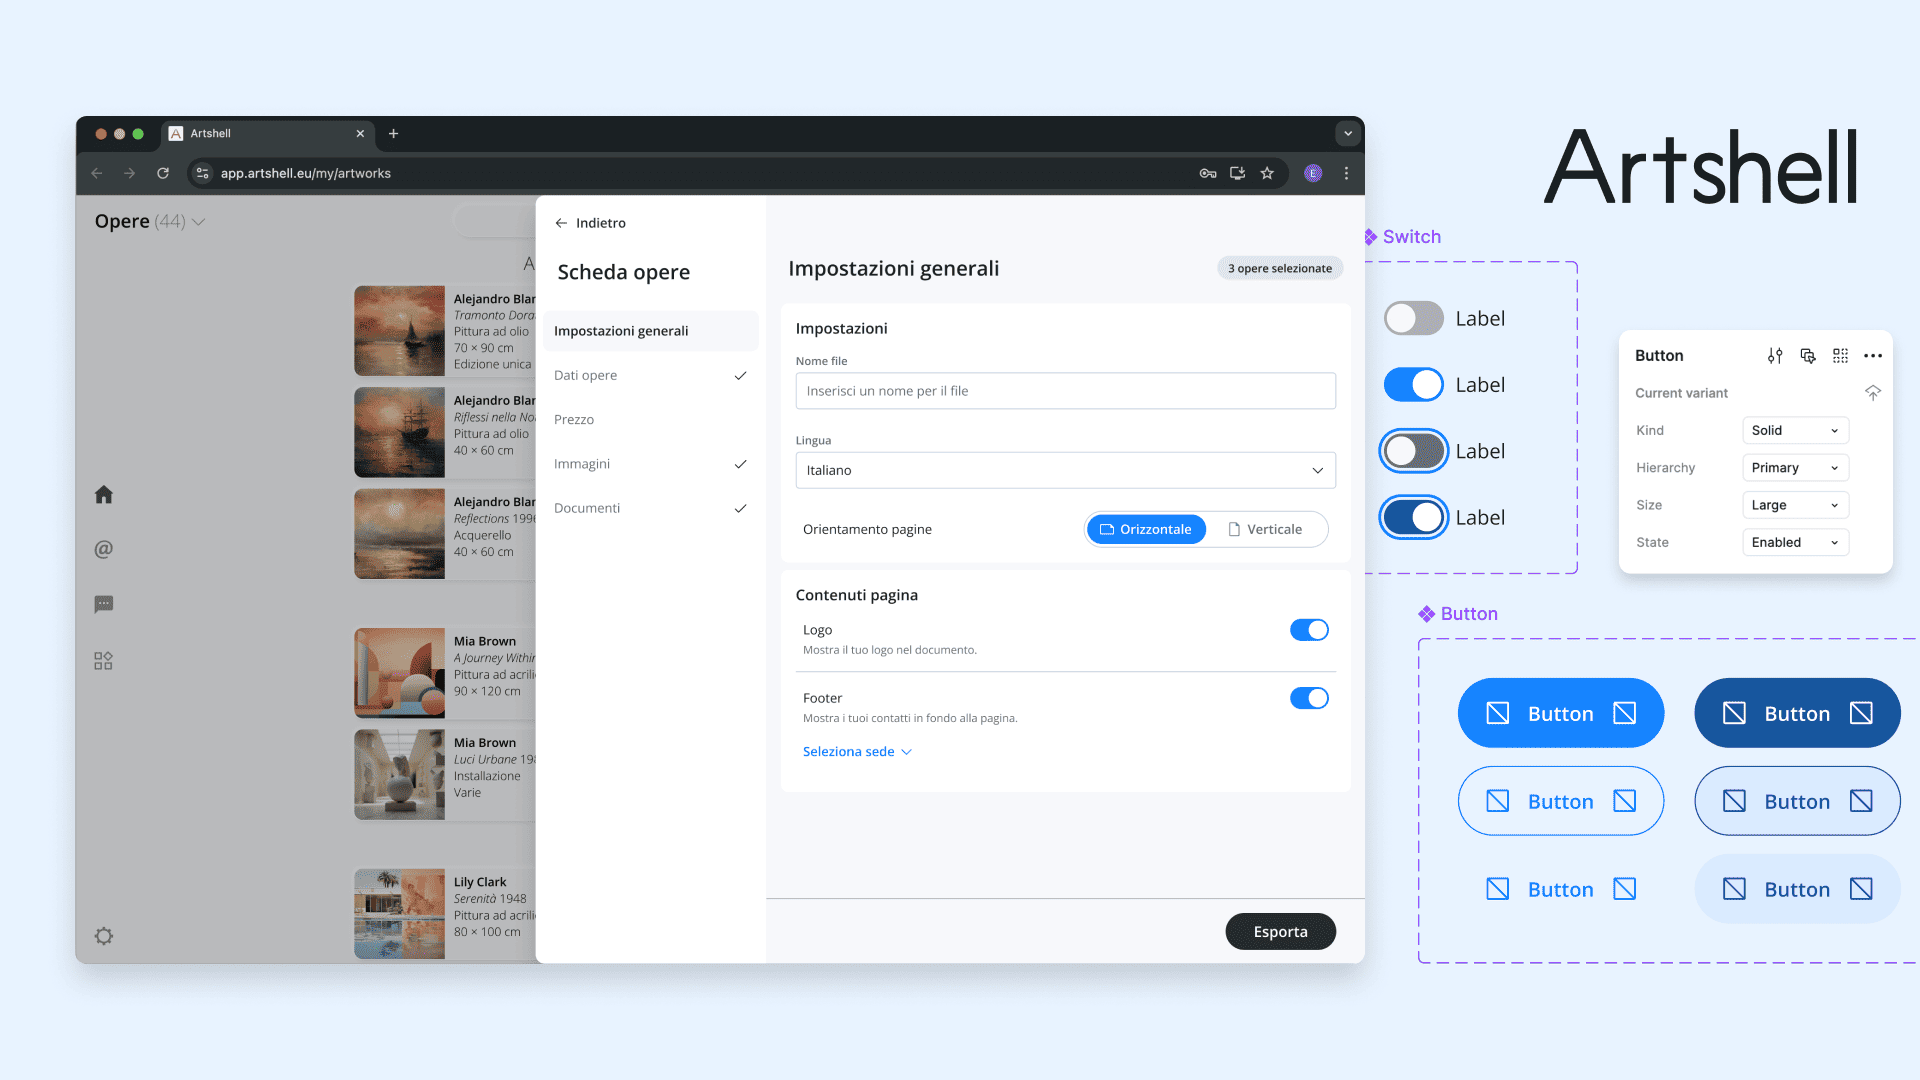 Artshell
app.artshell.eu/my/artworks
E
Opere (44)
A
Alejandro Blan
Tramonto Dora
Pittura ad olio
70 × 90 cm
Edizione unica
Alejandro Blan
Riflessi nella No
Pittura ad olio
40 × 60 cm
Alejandro Blan
Reflections 1996
Acquerello
40 × 60 cm
Mia Brown
A Journey Within
Pittura ad acrili
90 × 120 cm
Mia Brown
Luci Urbane 198
Installazione
Varie
Lily Clark
Serenità 1948
Pittura ad acrili
80 × 100 cm
Indietro
Scheda opere
Impostazioni generali
Dati opere
Prezzo
Immagini
Documenti
Impostazioni generali
3 opere selezionate
Impostazioni
Nome file
Inserisci un nome per il file
Lingua
Italiano
Orientamento pagine
Orizzontale
Verticale
Contenuti pagina
Logo
Mostra il tuo logo nel documento.
Footer
Mostra i tuoi contatti in fondo alla pagina.
Seleziona sede
Esporta
Artshell
Switch
Label
Label
Label
Label
Button
Current variant
Kind Solid
Hierarchy Primary
Size Large
State Enabled
Button
Button Button
Button Button
Button Button